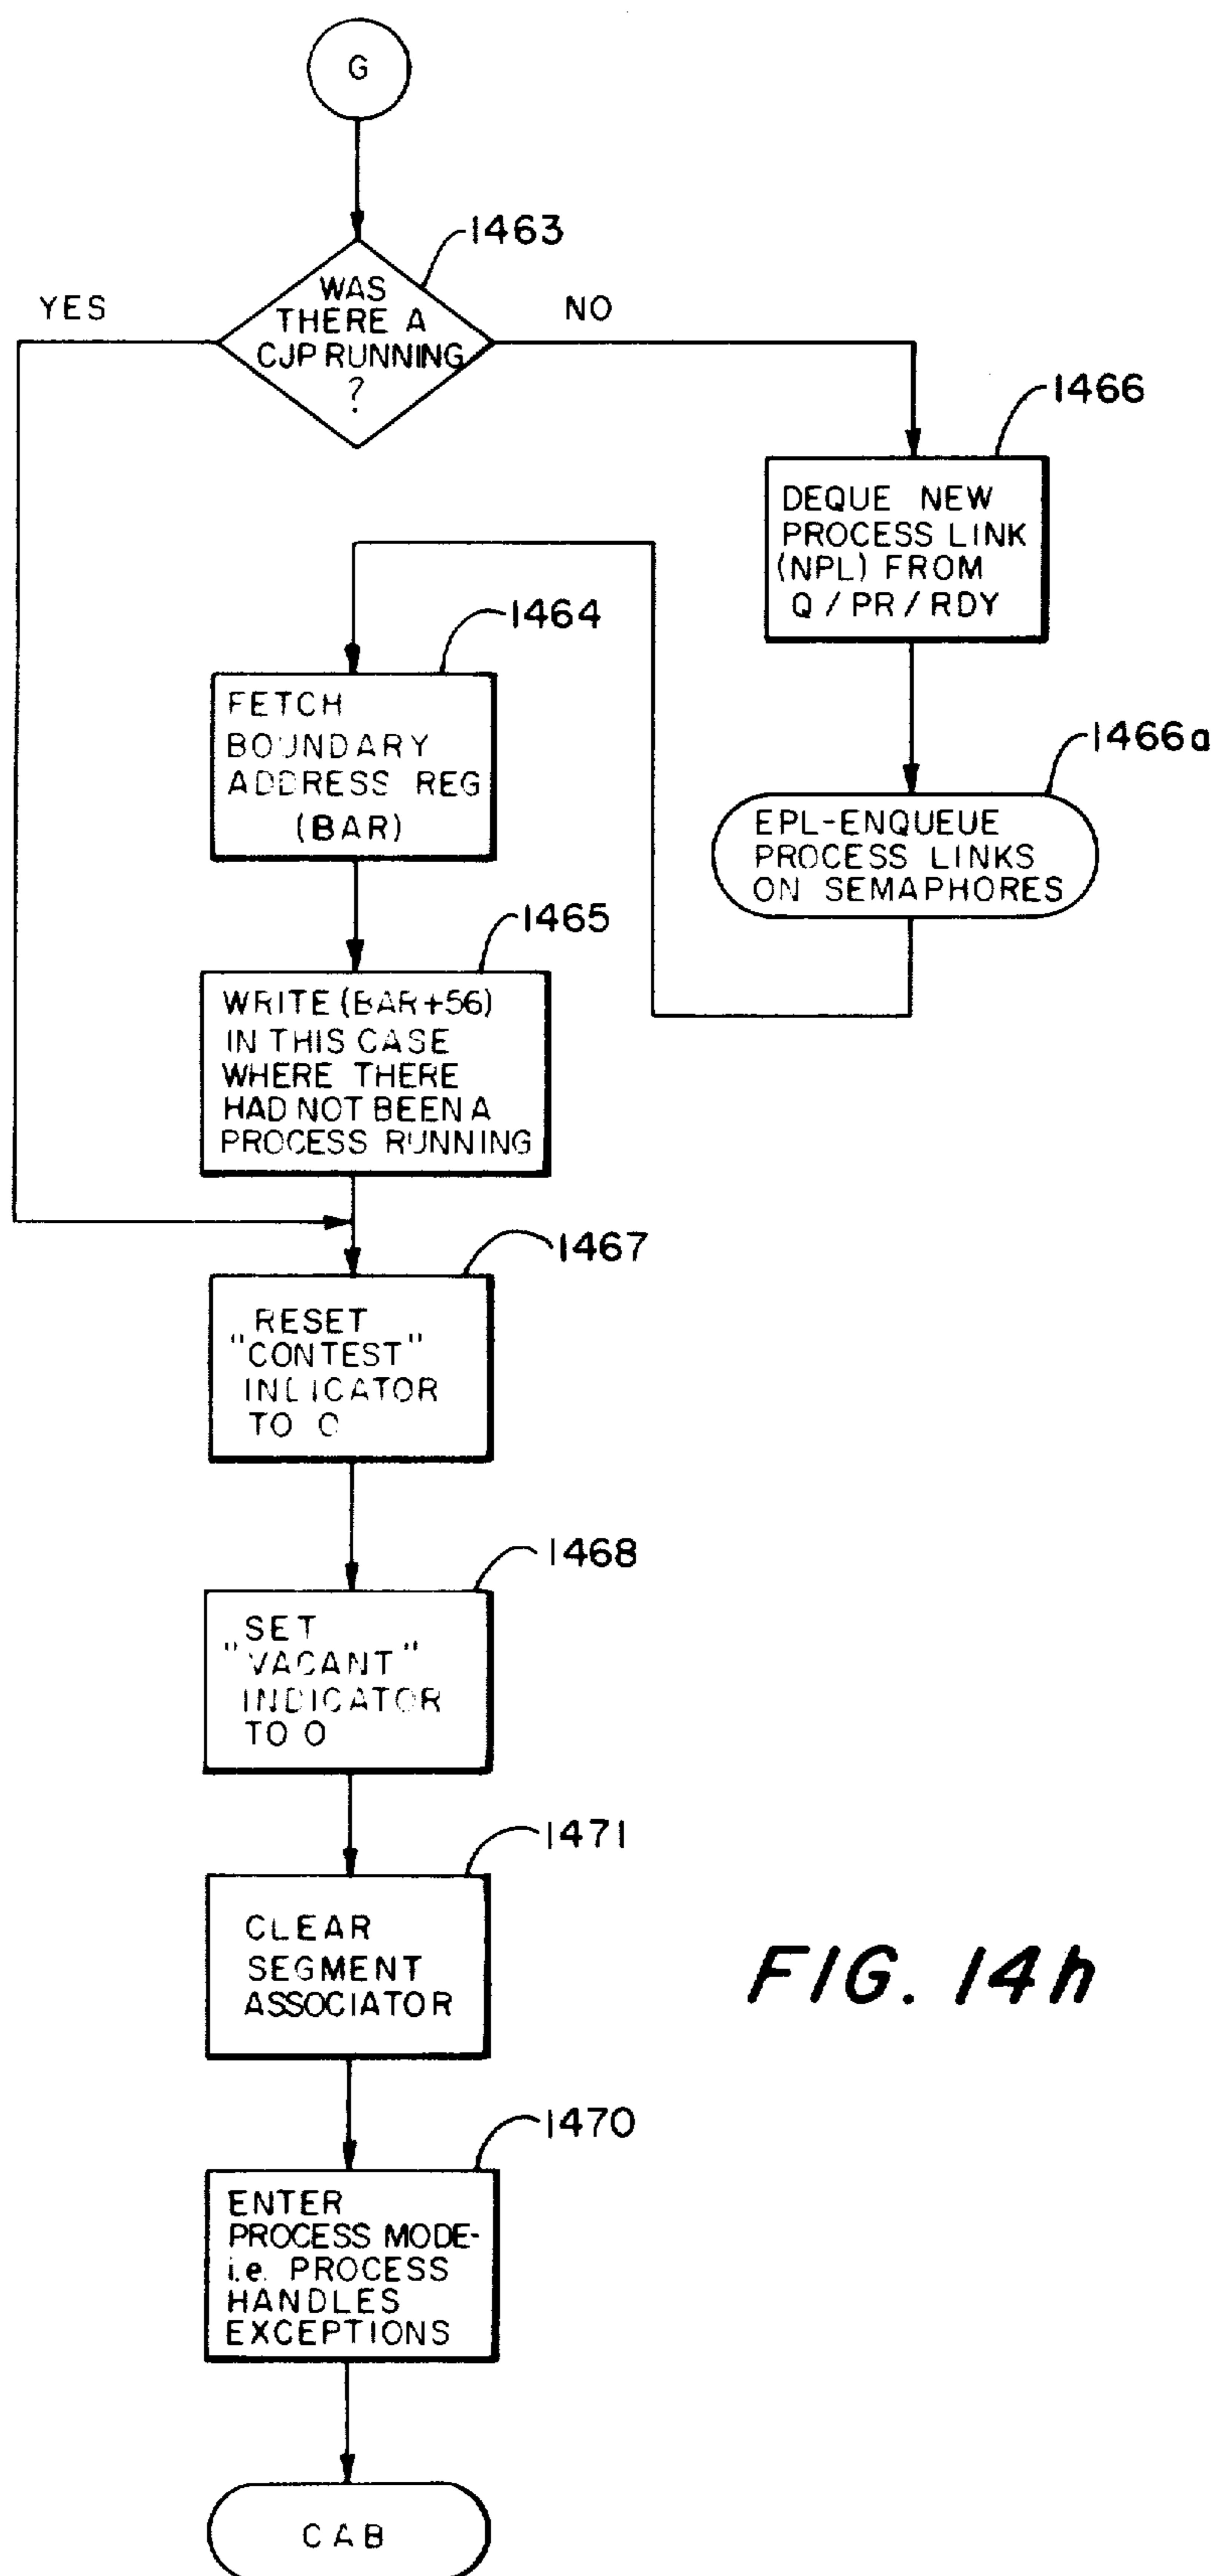 G
1463
WAS
THERE A
CJP RUNNING
?
YES
NO
1466
DEQUE NEW
PROCESS LINK
(NPL) FROM
Q / PR / RDY
1466a
EPL-ENQUEUE
PROCESS LINKS
ON SEMAPHORES
1464
FETCH
BOUNDARY
ADDRESS REG
(BAR)
1465
WRITE (BAR+56)
IN THIS CASE
WHERE THERE
HAD NOT BEEN A
PROCESS RUNNING
1467
RESET
"CONTEST"
INDICATOR
TO 0
1468
SET
"VACANT"
INDICATOR
TO 0
1471
CLEAR
SEGMENT
ASSOCIATOR
1470
ENTER
PROCESS MODE-
i.e. PROCESS
HANDLES
EXCEPTIONS
CAB
FIG. 14h